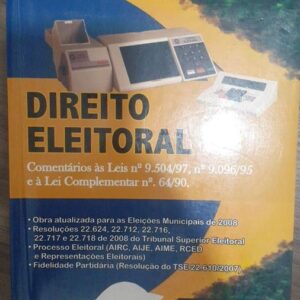 DIREITO
ELEITORAL
Comentários às Leis nº 9.504/97, nº 9.096/95
e à Lei Complementar nº. 64/90.
• Obra atualizada para as Eleições Municipais de 2008
• Resoluções 22.624, 22.712, 22.716,
22.717 e 22.718 de 2008 do Tribunal Superior Eleitoral
• Processo Eleitoral (AIRC, AIJE, AIME, RCED
e Representações Eleitorais)
• Fidelidade Partidária (Resolução do TSE 22.610/2007)